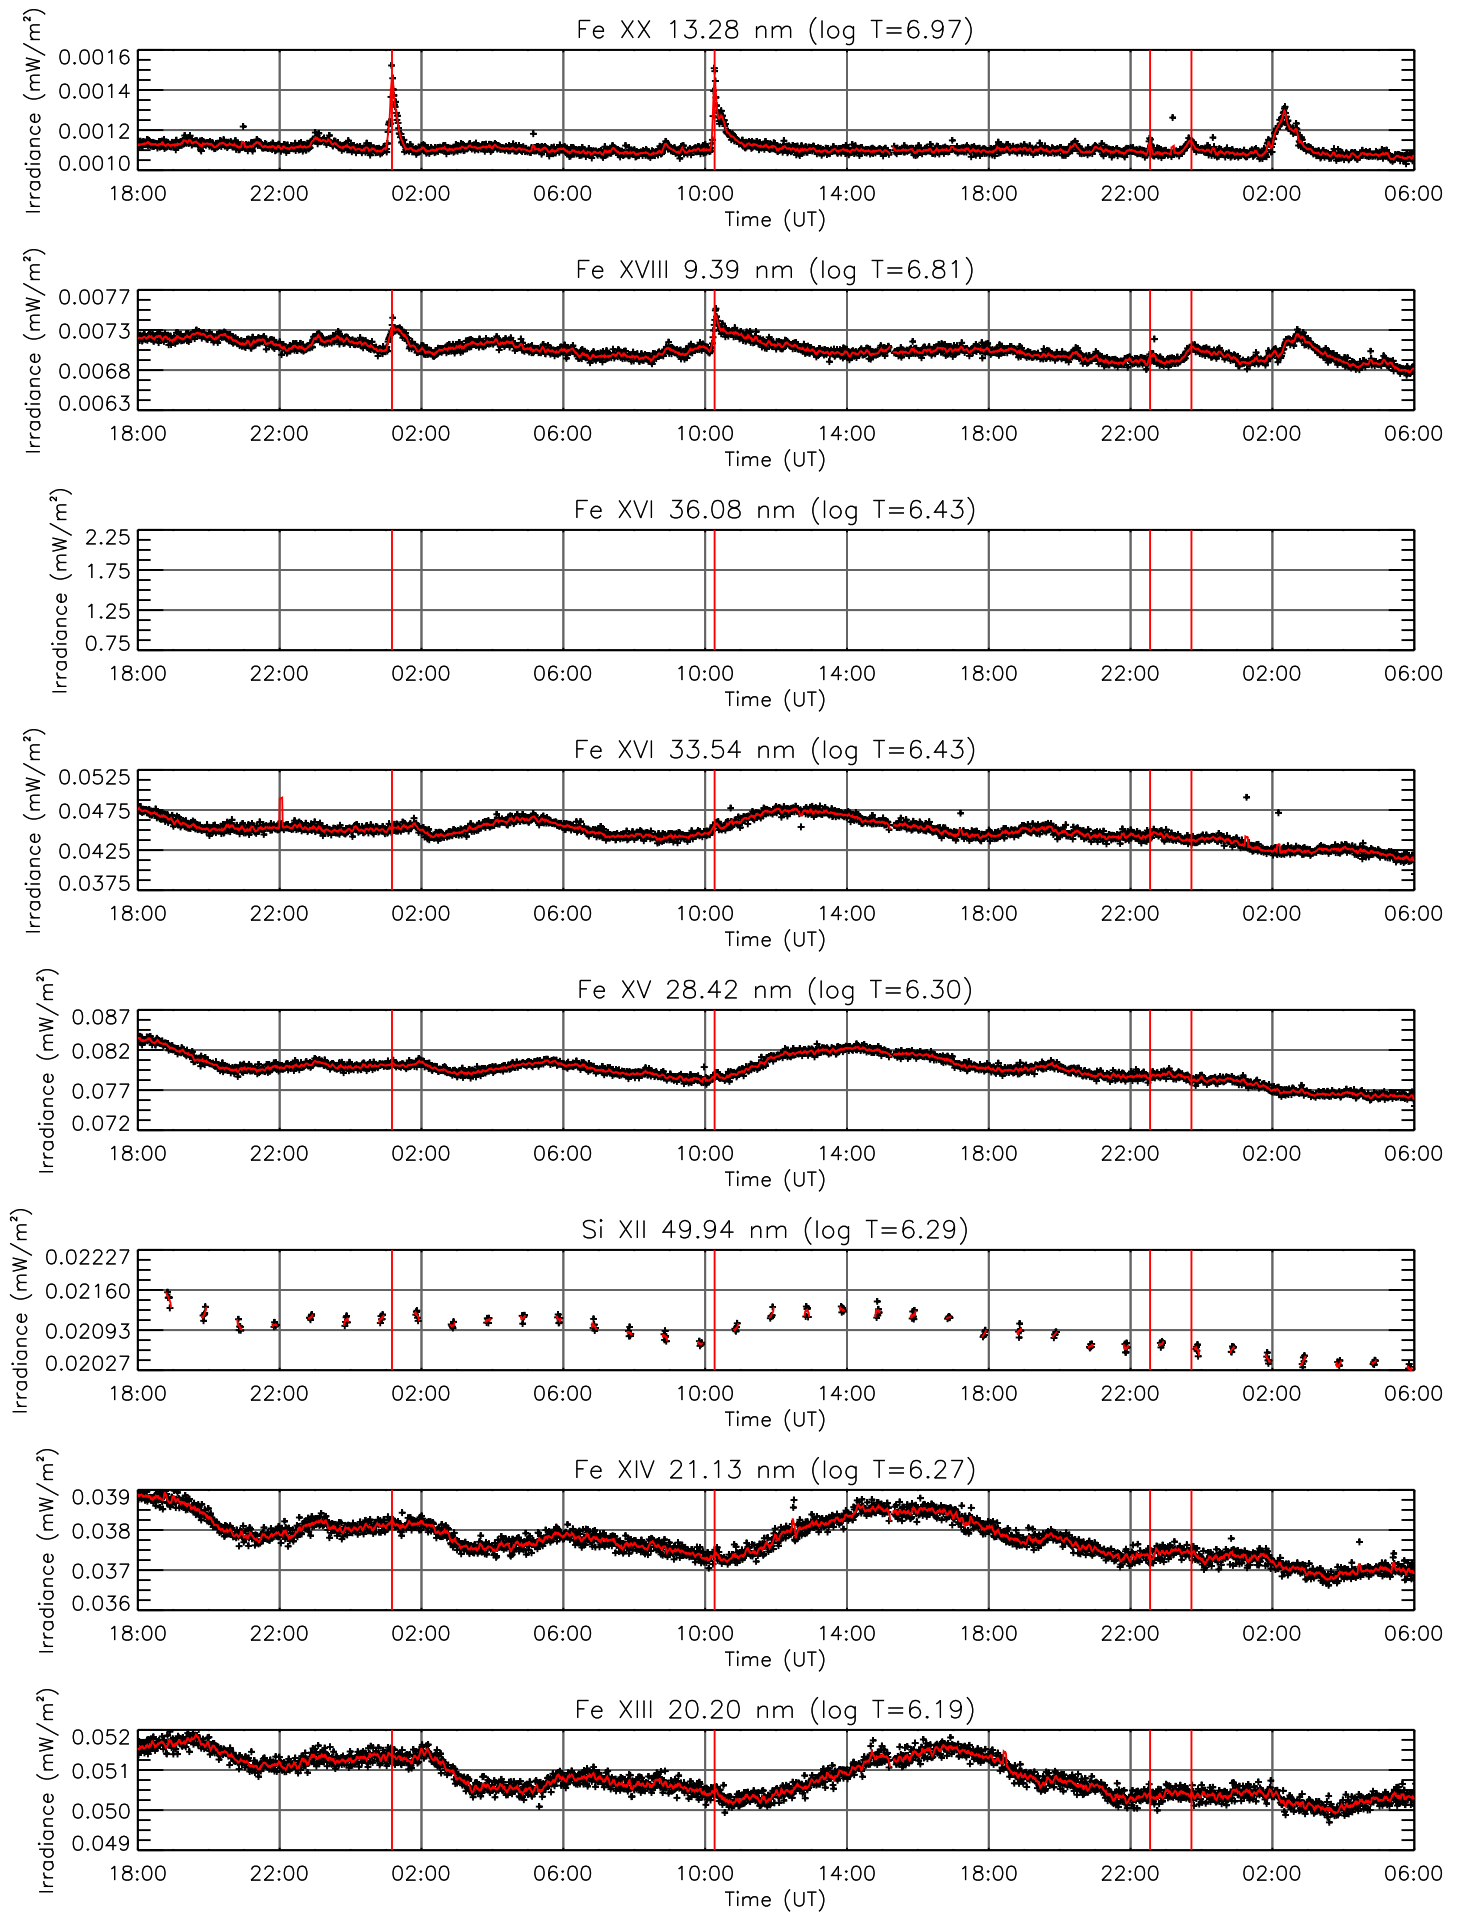 Fe XX 13.28 nm (log T=6.97)
Irradiance (mW/m²)
0.0016
0.0014
0.0012
0.0010
18:00 22:00 02:00 06:00 10:00 14:00 18:00 22:00 02:00 06:00
Time (UT)
Fe XVIII 9.39 nm (log T=6.81)
Irradiance (mW/m²)
0.0077
0.0073
0.0068
0.0063
18:00 22:00 02:00 06:00 10:00 14:00 18:00 22:00 02:00 06:00
Time (UT)
Fe XVI 36.08 nm (log T=6.43)
Irradiance (mW/m²)
2.25
1.75
1.25
0.75
18:00 22:00 02:00 06:00 10:00 14:00 18:00 22:00 02:00 06:00
Time (UT)
Fe XVI 33.54 nm (log T=6.43)
Irradiance (mW/m²)
0.0525
0.0475
0.0425
0.0375
18:00 22:00 02:00 06:00 10:00 14:00 18:00 22:00 02:00 06:00
Time (UT)
Fe XV 28.42 nm (log T=6.30)
Irradiance (mW/m²)
0.087
0.082
0.077
0.072
18:00 22:00 02:00 06:00 10:00 14:00 18:00 22:00 02:00 06:00
Time (UT)
Si XII 49.94 nm (log T=6.29)
Irradiance (mW/m²)
0.02227
0.02160
0.02093
0.02027
18:00 22:00 02:00 06:00 10:00 14:00 18:00 22:00 02:00 06:00
Time (UT)
Fe XIV 21.13 nm (log T=6.27)
Irradiance (mW/m²)
0.039
0.038
0.037
0.036
18:00 22:00 02:00 06:00 10:00 14:00 18:00 22:00 02:00 06:00
Time (UT)
Fe XIII 20.20 nm (log T=6.19)
Irradiance (mW/m²)
0.052
0.051
0.050
0.049
18:00 22:00 02:00 06:00 10:00 14:00 18:00 22:00 02:00 06:00
Time (UT)